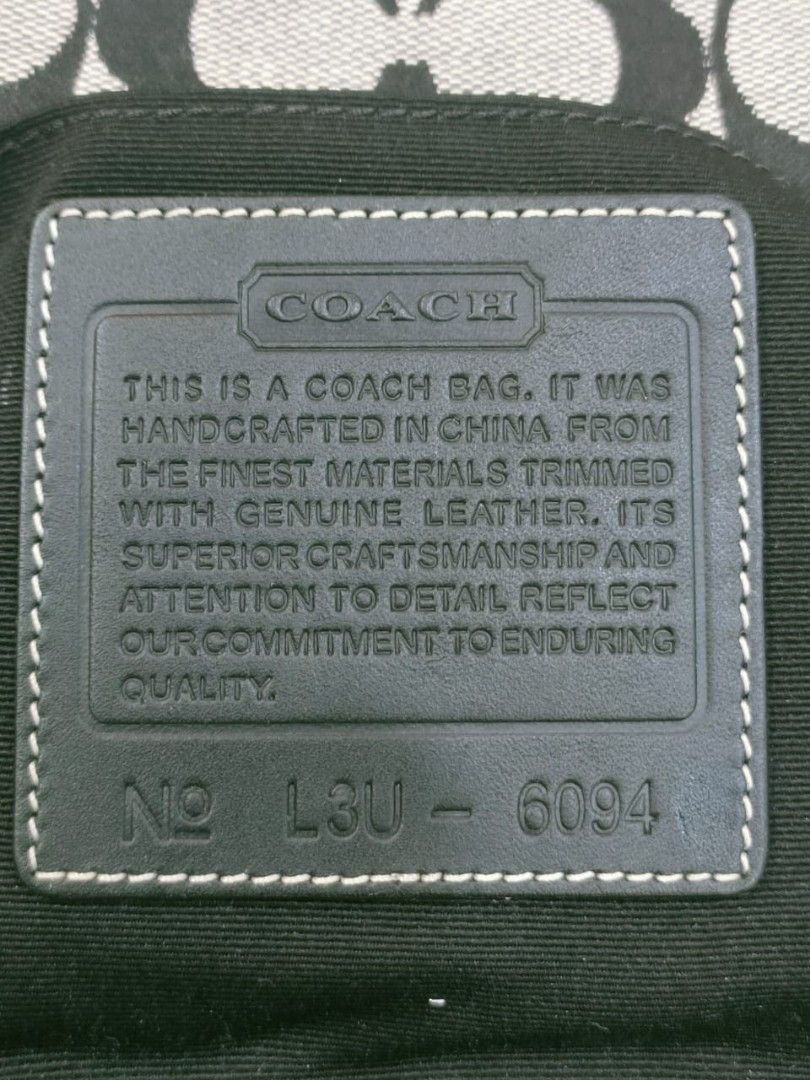 COACH
THIS IS A COACH BAG. IT WAS
HANDCRAFTED IN CHINA FROM
THE FINEST MATERIALS TRIMMED
WITH GENUINE LEATHER. ITS
SUPERIOR CRAFTSMANSHIP AND
ATTENTION TO DETAIL REFLECT
OUR COMMITMENT TO ENDURING
QUALITY.
Nº L3U - 6094